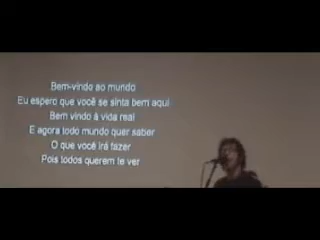 Bem-vindo ao mundo
Eu espero que você se sinta bem aqui
Bem vindo à vida real
E agora todo mundo quer saber
O que você irá fazer
Pois todos querem te ver